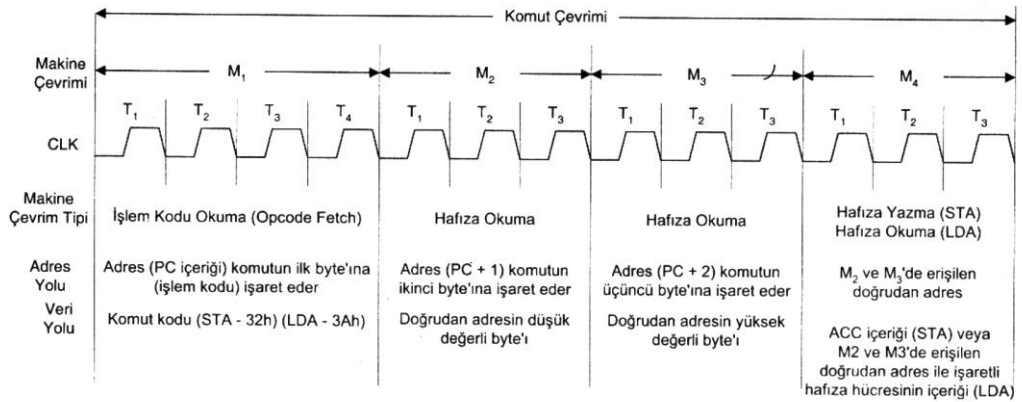 Komut Çevrimi
Makine
Çevrimi
M1 M2 M3 M4
T1 T2 T3 T4 T1 T2 T3 T1 T2 T3 T1 T2 T3
CLK
Makine
Çevrim Tipi
İşlem Kodu Okuma (Opcode Fetch)
Hafıza Okuma
Hafıza Okuma
Hafıza Yazma (STA)
Hafıza Okuma (LDA)
Adres
Yolu
Adres (PC içeriği) komutun ilk byte'ına
(işlem kodu) işaret eder
Adres (PC + 1) komutun
ikinci byte'ına işaret eder
Adres (PC + 2) komutun
üçüncü byte'ına işaret eder
M2 ve M3'de erişilen
doğrudan adres
Veri
Yolu
Komut kodu (STA - 32h) (LDA - 3Ah)
Doğrudan adresin düşük
değerli byte'ı
Doğrudan adresin yüksek
değerli byte'ı
ACC içeriği (STA) veya
M2 ve M3'de erişilen
doğrudan adres ile işaretli
hafıza hücresinin içeriği (LDA)